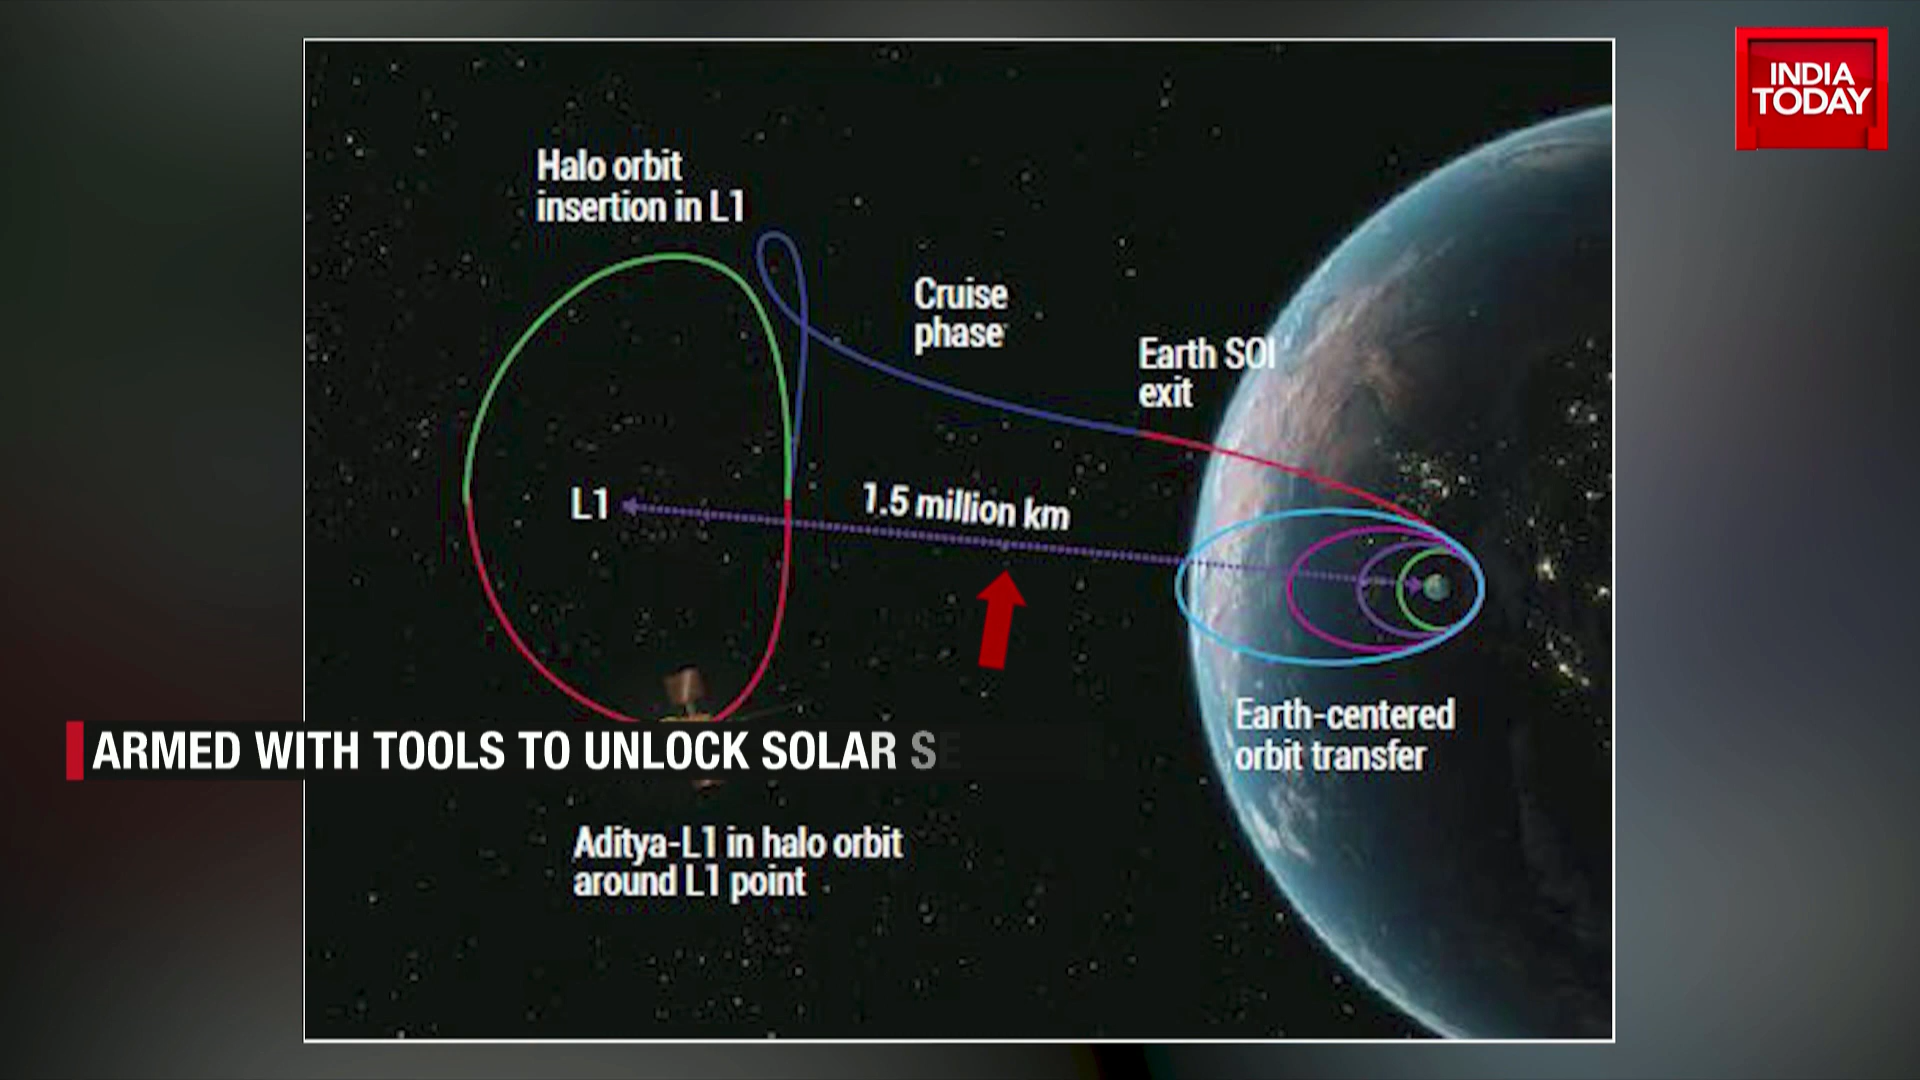 INDIA
TODAY
Halo orbit
insertion in L1
Cruise
phase
Earth SOI
exit
L1
1.5 million km
Earth-centered
orbit transfer
ARMED WITH TOOLS TO UNLOCK SOLAR SE
Aditya-L1 in halo orbit
around L1 point